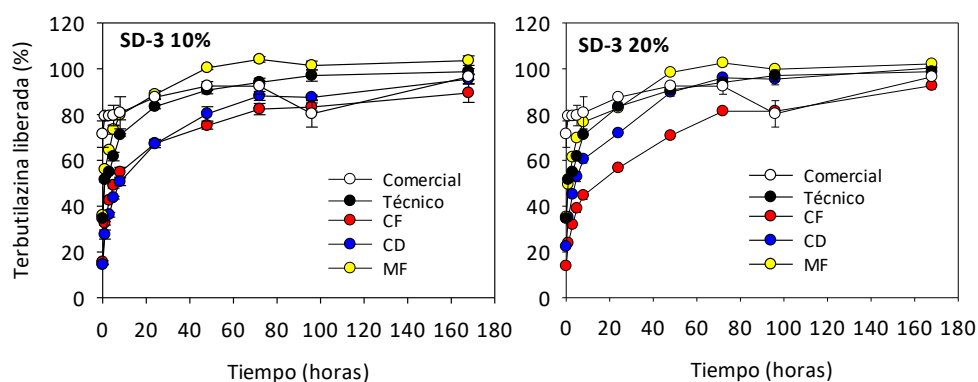 Terbutilazina liberada (%)
120
100
80
60
40
20
0
SD-3 10%
Comercial
Técnico
CF
CD
MF
0 20 40 60 80 100 120 140 160 180
Tiempo (horas)
120
100
80
60
40
20
0
SD-3 20%
Comercial
Técnico
CF
CD
MF
0 20 40 60 80 100 120 140 160 180
Tiempo (horas)